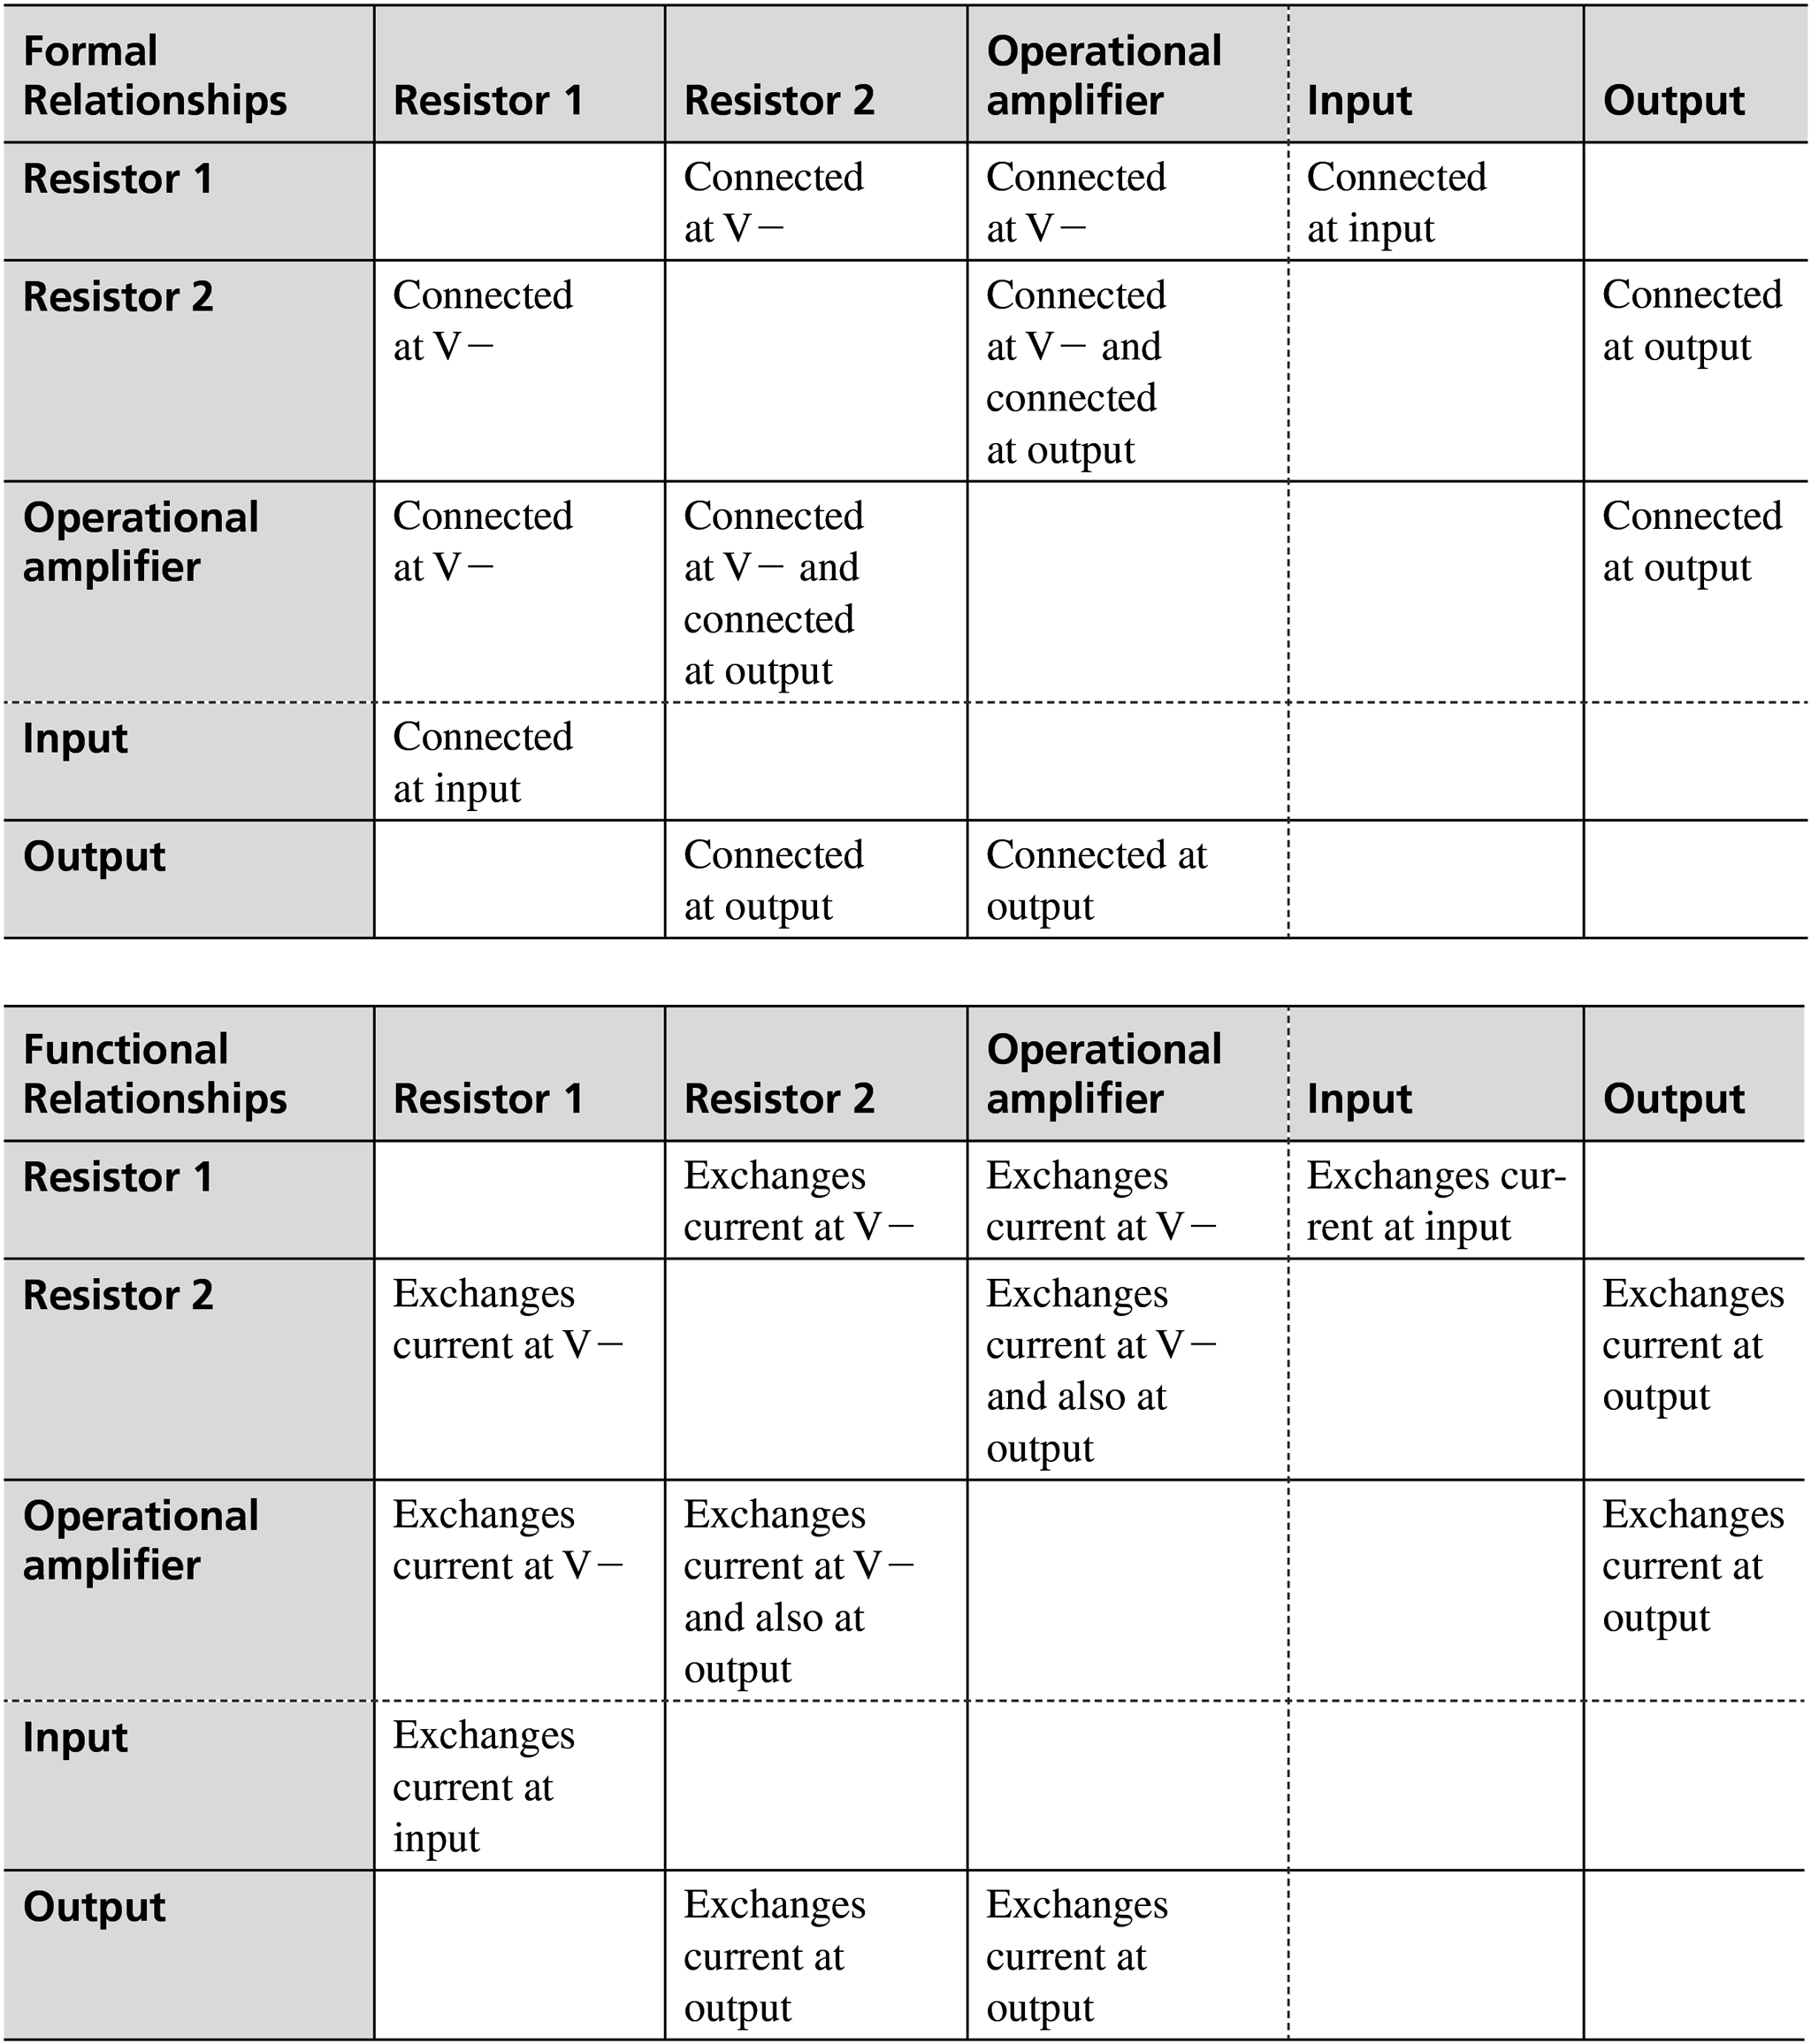 Formal
Relationships
Resistor 1
Resistor 2
Operational
amplifier
Input
Output
Resistor 1
Connected
at V−
Connected
at V−
Connected
at input
Resistor 2
Connected
at V−
Connected
at V− and
connected
at output
Connected
at output
Operational
amplifier
Connected
at V−
Connected
at V− and
connected
at output
Connected
at output
Input
Connected
at input
Output
Connected
at output
Connected at
output
Functional
Relationships
Resistor 1
Resistor 2
Operational
amplifier
Input
Output
Resistor 1
Exchanges
current at V−
Exchanges
current at V−
Exchanges cur-
rent at input
Resistor 2
Exchanges
current at V−
Exchanges
current at V−
and also at
output
Exchanges
current at
output
Operational
amplifier
Exchanges
current at V−
Exchanges
current at V−
and also at
output
Exchanges
current at
output
Input
Exchanges
current at
input
Output
Exchanges
current at
output
Exchanges
current at
output